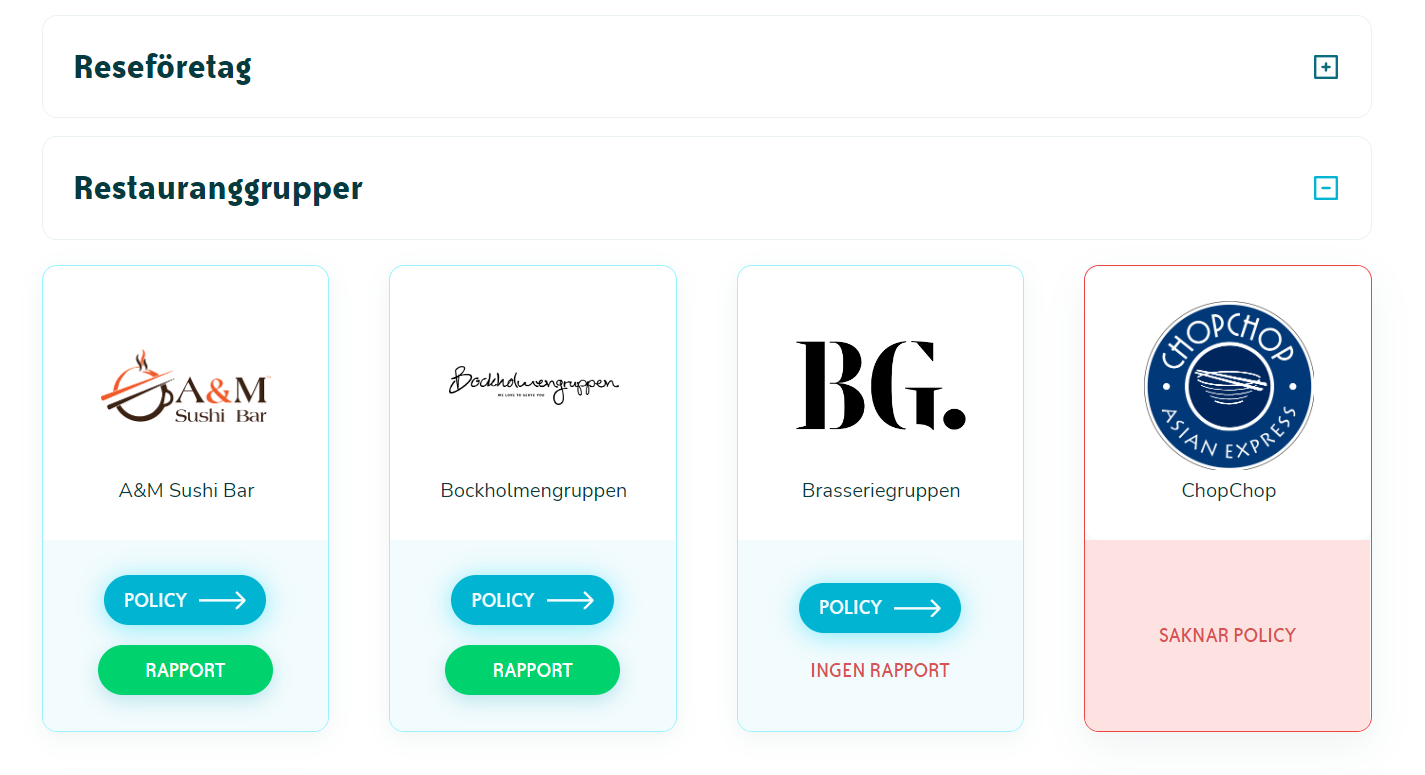 Reseföretag
Restauranggrupper
A&M
Sushi Bar
A&M Sushi Bar
POLICY
RAPPORT
Bockholmengruppen
WE LOVE TO SERVE YOU
Bockholmengruppen
POLICY
RAPPORT
BG.
Brasseriegruppen
POLICY
INGEN RAPPORT
CHOPCHOP
ASIAN EXPRESS
ChopChop
SAKNAR POLICY